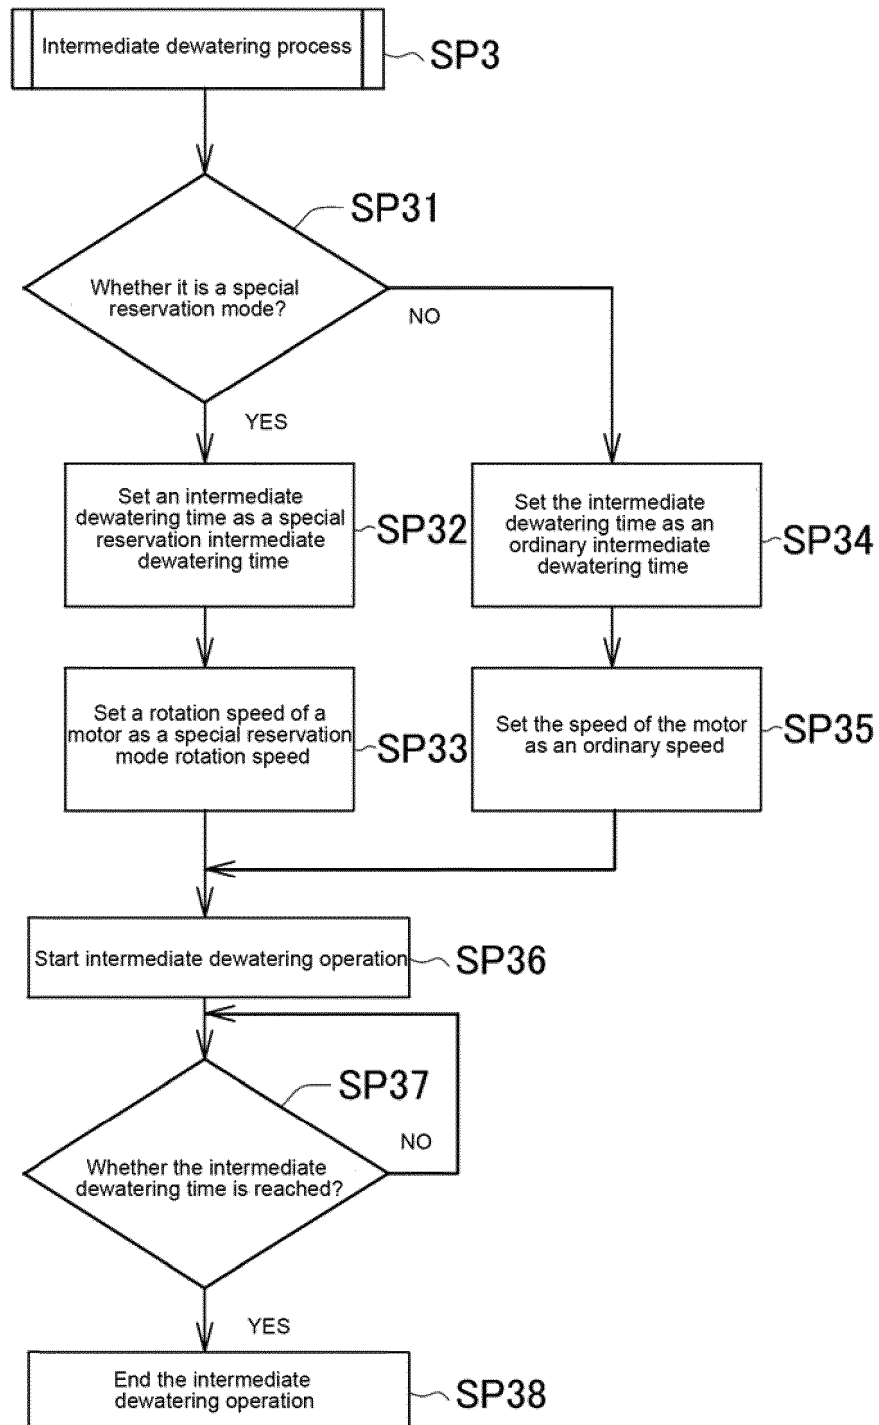 Intermediate dewatering process
SP3
SP31
Whether it is a special
reservation mode?
NO
YES
Set an intermediate
dewatering time as a special
reservation intermediate
dewatering time
SP32
Set the intermediate
dewatering time as an
ordinary intermediate
dewatering time
SP34
Set a rotation speed of a
motor as a special reservation
mode rotation speed
SP33
Set the speed of the motor
as an ordinary speed
SP35
Start intermediate dewatering operation
SP36
SP37
NO
Whether the intermediate
dewatering time is reached?
YES
End the intermediate
dewatering operation
SP38